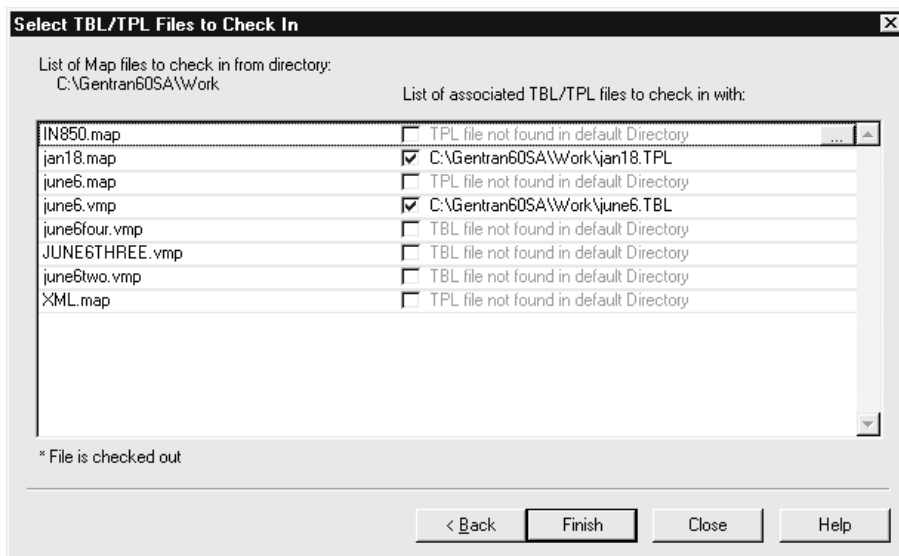 Select TBL/TPL Files to Check In
List of Map files to check in from directory:
C:\Gentran60SA\Work
List of associated TBL/TPL files to check in with:
IN850.map TPL file not found in default Directory ...
jan18.map C:\Gentran60SA\Work\jan18.TPL
june6.map TPL file not found in default Directory
june6.vmp C:\Gentran60SA\Work\june6.TBL
june6four.vmp TBL file not found in default Directory
JUNE6THREE.vmp TBL file not found in default Directory
june6two.vmp TBL file not found in default Directory
XML.map TPL file not found in default Directory
* File is checked out
< Back Finish Close Help